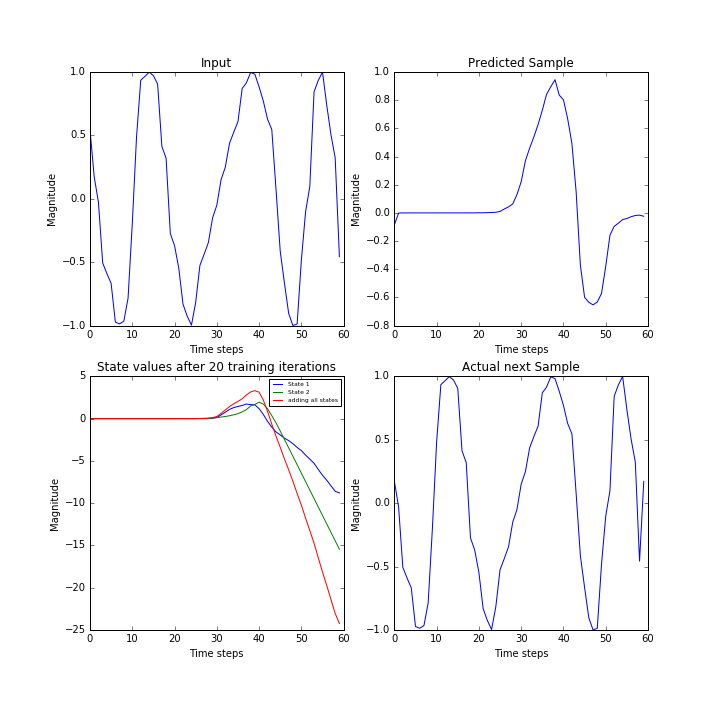 Input
Magnitude
1.0
0.5
0.0
−0.5
−1.0
0 10 20 30 40 50 60
Time steps
Predicted Sample
Magnitude
1.0
0.8
0.6
0.4
0.2
0.0
−0.2
−0.4
−0.6
−0.8
0 10 20 30 40 50 60
Time steps
State values after 20 training iterations
Magnitude
5
0
−5
−10
−15
−20
−25
State 1
State 2
adding all states
0 10 20 30 40 50 60
Time steps
Actual next Sample
Magnitude
1.0
0.5
0.0
−0.5
−1.0
0 10 20 30 40 50 60
Time steps